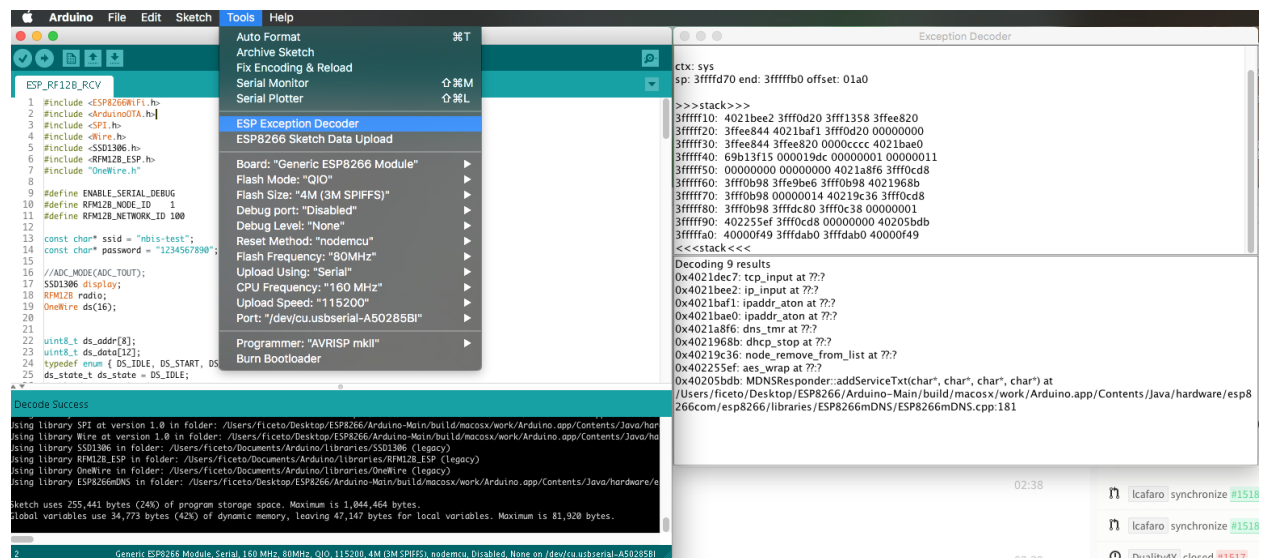 Arduino File Edit Sketch Tools Help
ESP_RF12B_RCV
1 #include <ESP8266WiFi.h>
2 #include <ArduinoOTA.h>
3 #include <SPI.h>
4 #include <Wire.h>
5 #include <SSD1306.h>
6 #include <RFM12B_ESP.h>
7 #include "OneWire.h"
8
9 #define ENABLE_SERIAL_DEBUG
10 #define RFM12B_NODE_ID 1
11 #define RFM12B_NETWORK_ID 100
12
13 const char* ssid = "nbis-test";
14 const char* password = "1234567890";
15
16 //ADC_MODE(ADC_TOUT);
17 SSD1306 display;
18 RFM12B radio;
19 OneWire ds(16);
20
21
22 uint8_t ds_addr[8];
23 uint8_t ds_data[12];
24 typedef enum { DS_IDLE, DS_START, DS
25 ds_state_t ds_state = DS_IDLE;
Auto Format ⌘T
Archive Sketch
Fix Encoding & Reload
Serial Monitor ⇧⌘M
Serial Plotter ⇧⌘L
ESP Exception Decoder
ESP8266 Sketch Data Upload
Board: "Generic ESP8266 Module"
Flash Mode: "QIO"
Flash Size: "4M (3M SPIFFS)"
Debug port: "Disabled"
Debug Level: "None"
Reset Method: "nodemcu"
Flash Frequency: "80MHz"
Upload Using: "Serial"
CPU Frequency: "160 MHz"
Upload Speed: "115200"
Port: "/dev/cu.usbserial-A50285BI"
Programmer: "AVRISP mkII"
Burn Bootloader
Decode Success
Using library SPI at version 1.0 in folder: /Users/ficeto/Desktop/ESP8266/Arduino-Main/build/macosx/work/Arduino.app/Contents/Java/har
Using library Wire at version 1.0 in folder: /Users/ficeto/Desktop/ESP8266/Arduino-Main/build/macosx/work/Arduino.app/Contents/Java/ha
Using library SSD1306 in folder: /Users/ficeto/Documents/Arduino/libraries/SSD1306 (legacy)
Using library RFM12B_ESP in folder: /Users/ficeto/Documents/Arduino/libraries/RFM12B_ESP (legacy)
Using library OneWire in folder: /Users/ficeto/Documents/Arduino/libraries/OneWire (legacy)
Using library ESP8266mDNS in folder: /Users/ficeto/Desktop/ESP8266/Arduino-Main/build/macosx/work/Arduino.app/Contents/Java/hardware/e
Sketch uses 255,441 bytes (24%) of program storage space. Maximum is 1,044,464 bytes.
Global variables use 34,773 bytes (42%) of dynamic memory, leaving 47,147 bytes for local variables. Maximum is 81,920 bytes.
2 Generic ESP8266 Module, Serial, 160 MHz, 80MHz, QIO, 115200, 4M (3M SPIFFS), nodemcu, Disabled, None on /dev/cu.usbserial-A50285BI
Exception Decoder
ctx: sys
sp: 3ffffd70 end: 3fffffb0 offset: 01a0
>>>stack>>>
3fffff10: 4021bee2 3fff0d20 3fff1358 3ffee820
3fffff20: 3ffee844 4021baf1 3fff0d20 00000000
3fffff30: 3ffee844 3ffee820 0000cccc 4021bae0
3fffff40: 69b13f15 000019dc 00000001 00000011
3fffff50: 00000000 00000000 4021a8f6 3fff0cd8
3fffff60: 3fff0b98 3ffe9be6 3fff0b98 4021968b
3fffff70: 3fff0b98 00000014 40219c36 3fff0cd8
3fffff80: 3fff0b98 3fffdc80 3fff0c38 00000001
3fffff90: 402255ef 3fff0cd8 00000000 40205bdb
3fffffa0: 40000f49 3fffdab0 3fffdab0 40000f49
<<<stack<<<
Decoding 9 results
0x4021dec7: tcp_input at ??:?
0x4021bee2: ip_input at ??:?
0x4021baf1: ipaddr_aton at ??:?
0x4021bae0: ipaddr_aton at ??:?
0x4021a8f6: dns_tmr at ??:?
0x4021968b: dhcp_stop at ??:?
0x40219c36: node_remove_from_list at ??:?
0x402255ef: aes_wrap at ??:?
0x40205bdb: MDNSResponder::addServiceTxt(char*, char*, char*, char*) at
/Users/ficeto/Desktop/ESP8266/Arduino-Main/build/macosx/work/Arduino.app/Contents/Java/hardware/esp8
266com/esp8266/libraries/ESP8266mDNS/ESP8266mDNS.cpp:181
02:38
lcafaro synchronize #1518
lcafaro synchronize #1518